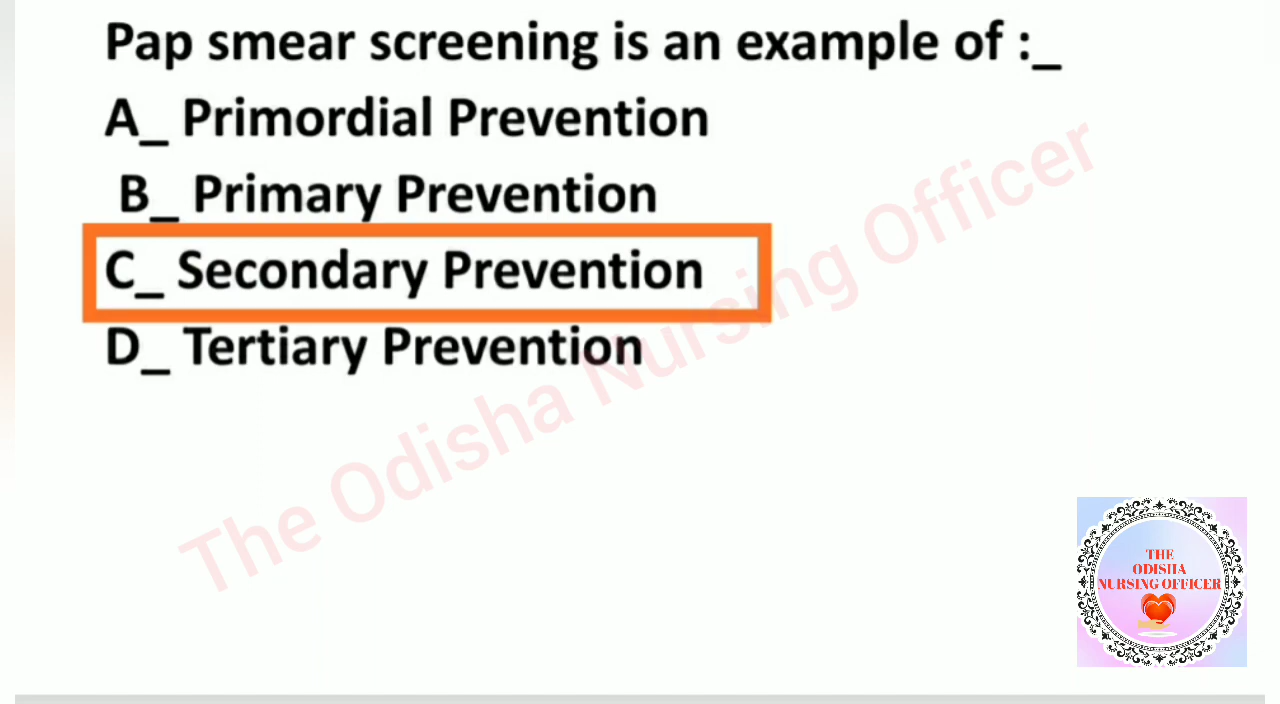 Pap smear screening is an example of :_
A_ Primordial Prevention
B_ Primary Prevention
C_ Secondary Prevention
D_ Tertiary Prevention
The Odisha Nursing Officer
THE
ODISHA
NURSING OFFICER